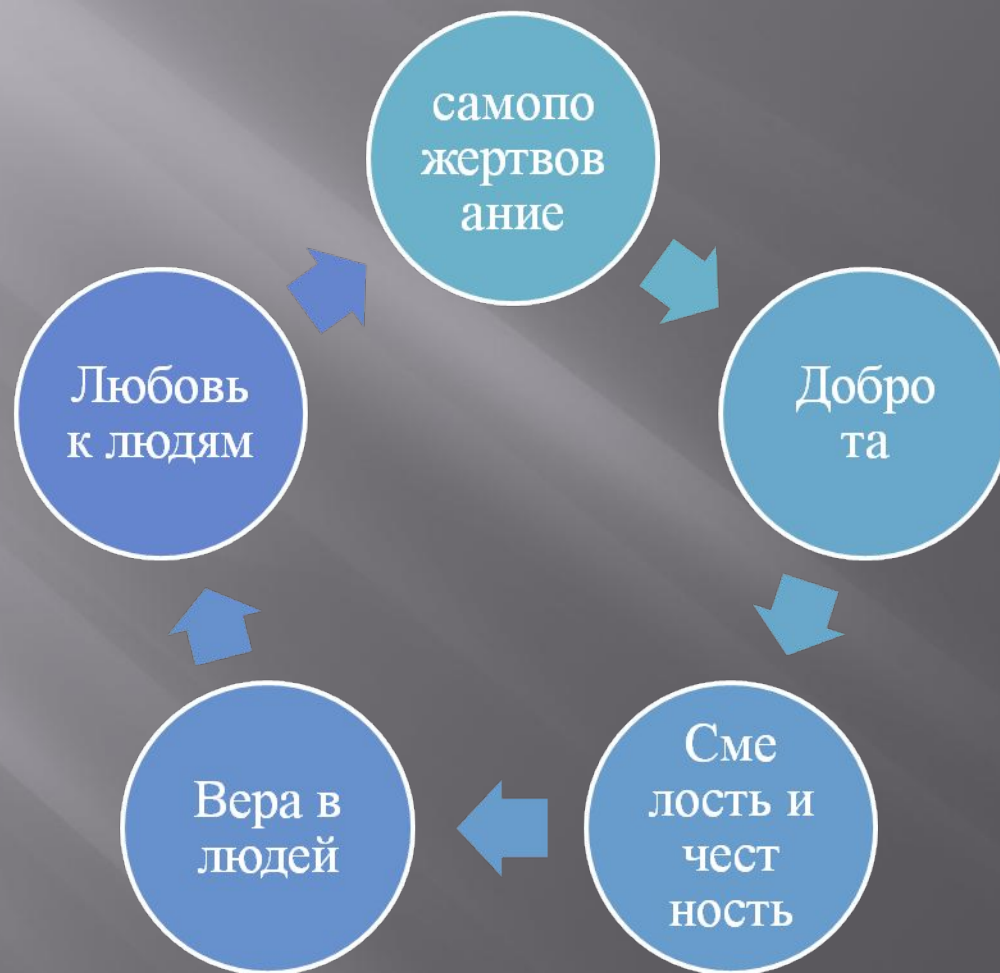 самопо
жертвов
ание
Добро
та
Сме
лость и
чест
ность
Вера в
людей
Любовь
к людям